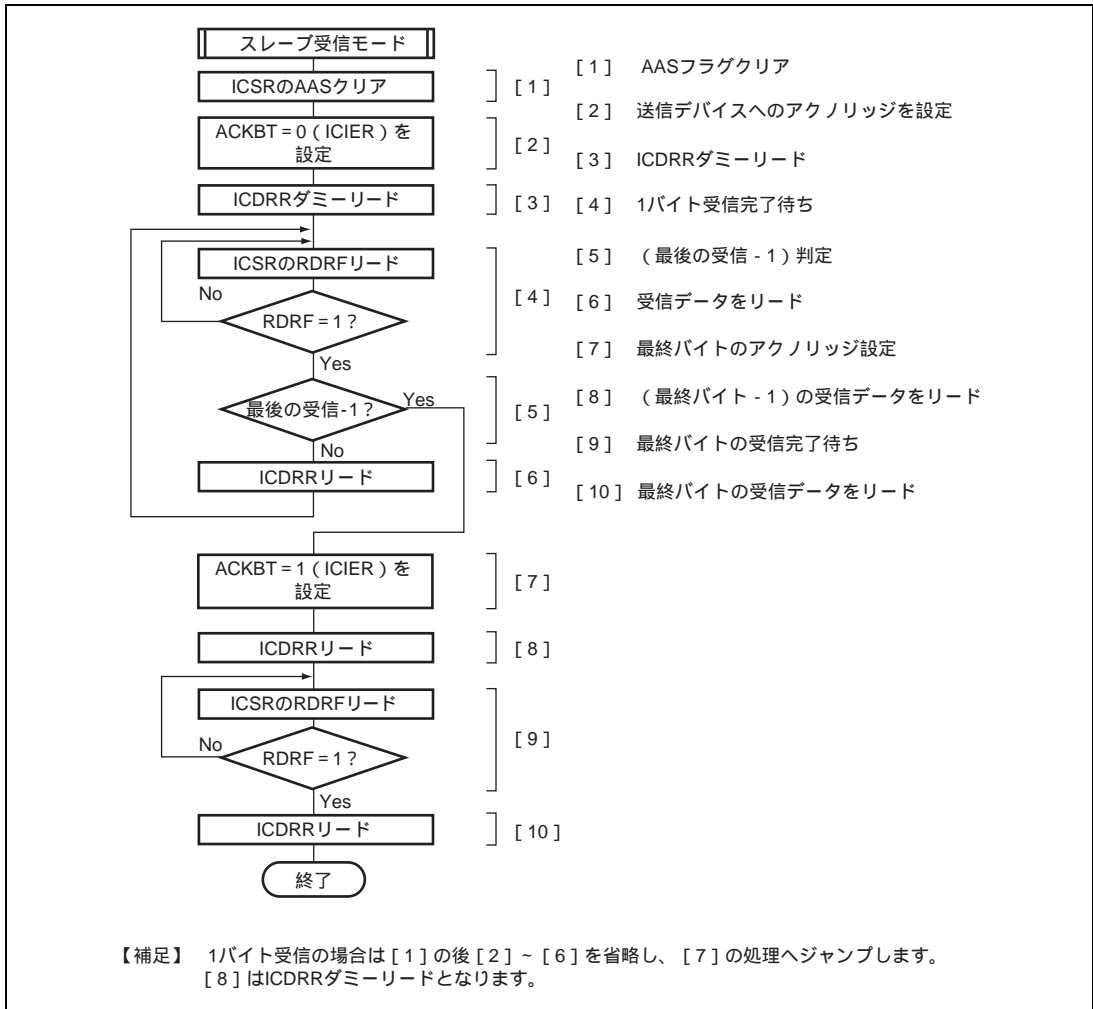 スレーブ受信モード
ICSRのAASクリア
[ 1 ]
ACKBT = 0 ( ICIER ) を
設定
[ 2 ]
ICDRRダミーリード
[ 3 ]
ICSRのRDRFリード
No
RDRF = 1 ?
[ 4 ]
Yes
最後の受信-1 ?
Yes
[ 5 ]
No
ICDRRリード
[ 6 ]
ACKBT = 1 ( ICIER ) を
設定
[ 7 ]
ICDRRリード
[ 8 ]
ICSRのRDRFリード
No
RDRF = 1 ?
[ 9 ]
Yes
ICDRRリード
[ 10 ]
終了
[ 1 ] AASフラグクリア
[ 2 ] 送信デバイスへのアクノリッジを設定
[ 3 ] ICDRRダミーリード
[ 4 ] 1バイト受信完了待ち
[ 5 ] （最後の受信 - 1 ）判定
[ 6 ] 受信データをリード
[ 7 ] 最終バイトのアクノリッジ設定
[ 8 ] （最終バイト - 1 ）の受信データをリード
[ 9 ] 最終バイトの受信完了待ち
[ 10 ] 最終バイトの受信データをリード
【補足】 1バイト受信の場合は [ 1 ] の後 [ 2 ] ~ [ 6 ] を省略し、 [ 7 ] の処理へジャンプします。
[ 8 ] はICDRRダミーリードとなります。